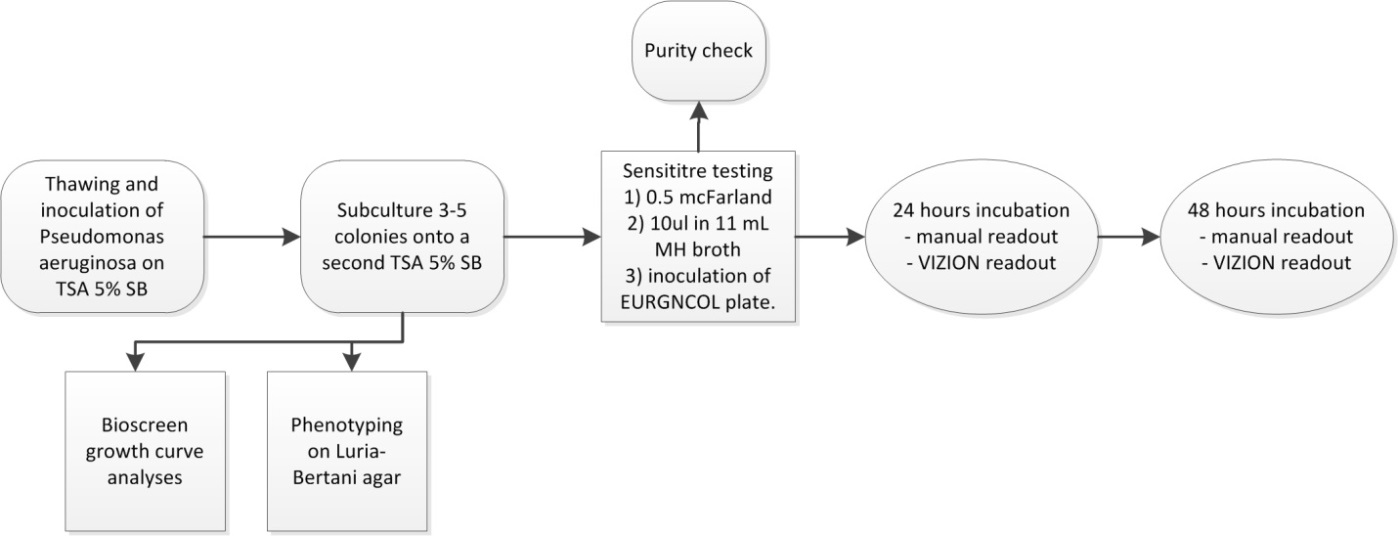 Purity check
Thawing and
inoculation of
Pseudomonas
aeruginosa on
TSA 5% SB
Subculture 3-5
colonies onto a
second TSA 5% SB
Sensititre testing
1) 0.5 mcFarland
2) 10ul in 11 mL
MH broth
3) inoculation of
EURGNCOL plate.
24 hours incubation
- manual readout
- VIZION readout
48 hours incubation
- manual readout
- VIZION readout
Bioscreen
growth curve
analyses
Phenotyping
on Luria-
Bertani agar